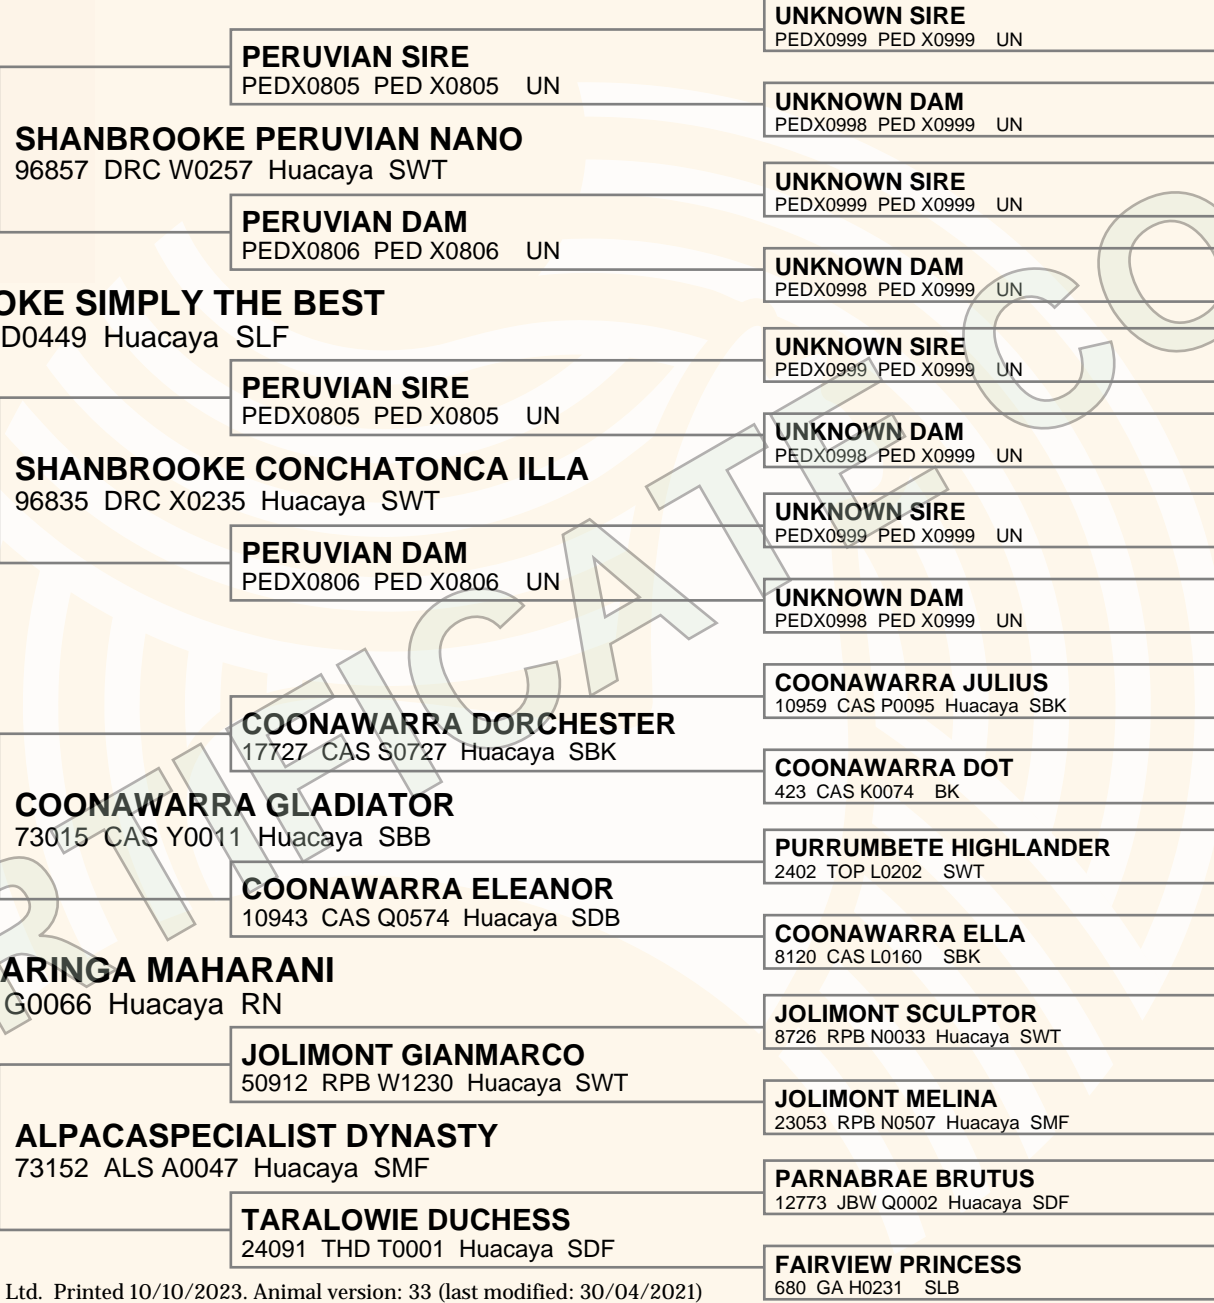 UNKNOWN SIRE
PEDX0999 PED X0999 UN
PERUVIAN SIRE
PEDX0805 PED X0805 UN
UNKNOWN DAM
PEDX0998 PED X0999 UN
SHANBROOKE PERUVIAN NANO
96857 DRC W0257 Huacaya SWT
UNKNOWN SIRE
PEDX0999 PED X0999 UN
PERUVIAN DAM
PEDX0806 PED X0806 UN
UNKNOWN DAM
PEDX0998 PED X0999 UN
OKE SIMPLY THE BEST
D0449 Huacaya SLF
UNKNOWN SIRE
PEDX0999 PED X0999 UN
PERUVIAN SIRE
PEDX0805 PED X0805 UN
UNKNOWN DAM
PEDX0998 PED X0999 UN
SHANBROOKE CONCHATONCA ILLA
96835 DRC X0235 Huacaya SWT
UNKNOWN SIRE
PEDX0999 PED X0999 UN
PERUVIAN DAM
PEDX0806 PED X0806 UN
UNKNOWN DAM
PEDX0998 PED X0999 UN
COONAWARRA JULIUS
10959 CAS P0095 Huacaya SBK
COONAWARRA DORCHESTER
17727 CAS S0727 Huacaya SBK
COONAWARRA DOT
423 CAS K0074 BK
COONAWARRA GLADIATOR
73015 CAS Y0011 Huacaya SBB
PURRUMBETE HIGHLANDER
2402 TOP L0202 SWT
COONAWARRA ELEANOR
10943 CAS Q0574 Huacaya SDB
COONAWARRA ELLA
8120 CAS L0160 SBK
ARINGA MAHARANI
G0066 Huacaya RN
JOLIMONT SCULPTOR
8726 RPB N0033 Huacaya SWT
JOLIMONT GIANMARCO
50912 RPB W1230 Huacaya SWT
JOLIMONT MELINA
23053 RPB N0507 Huacaya SMF
ALPACASPECIALIST DYNASTY
73152 ALS A0047 Huacaya SMF
PARNABRAE BRUTUS
12773 JBW Q0002 Huacaya SDF
TARALOWIE DUCHESS
24091 THD T0001 Huacaya SDF
FAIRVIEW PRINCESS
680 GA H0231 SLB
Ltd. Printed 10/10/2023. Animal version: 33 (last modified: 30/04/2021)
RTIFICATE CO